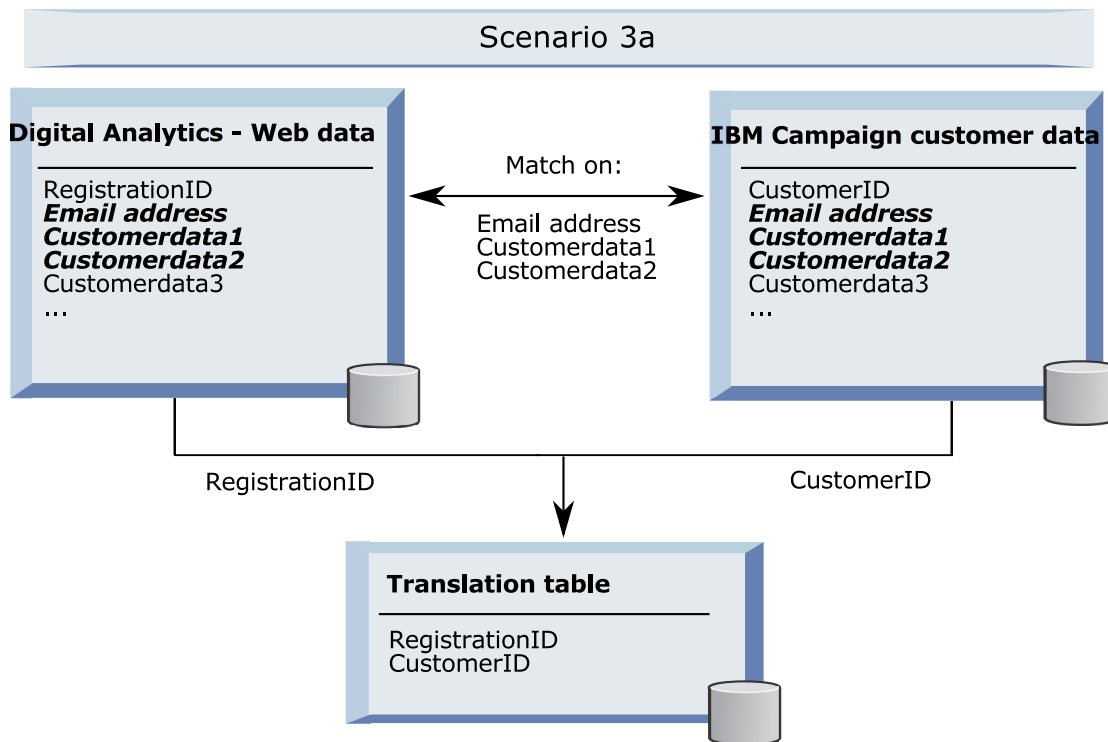 Scenario 3a
Digital Analytics - Web data
RegistrationID
Email address
Customerdata1
Customerdata2
Customerdata3
...
Match on:
Email address
Customerdata1
Customerdata2
IBM Campaign customer data
CustomerID
Email address
Customerdata1
Customerdata2
Customerdata3
...
RegistrationID
CustomerID
Translation table
RegistrationID
CustomerID